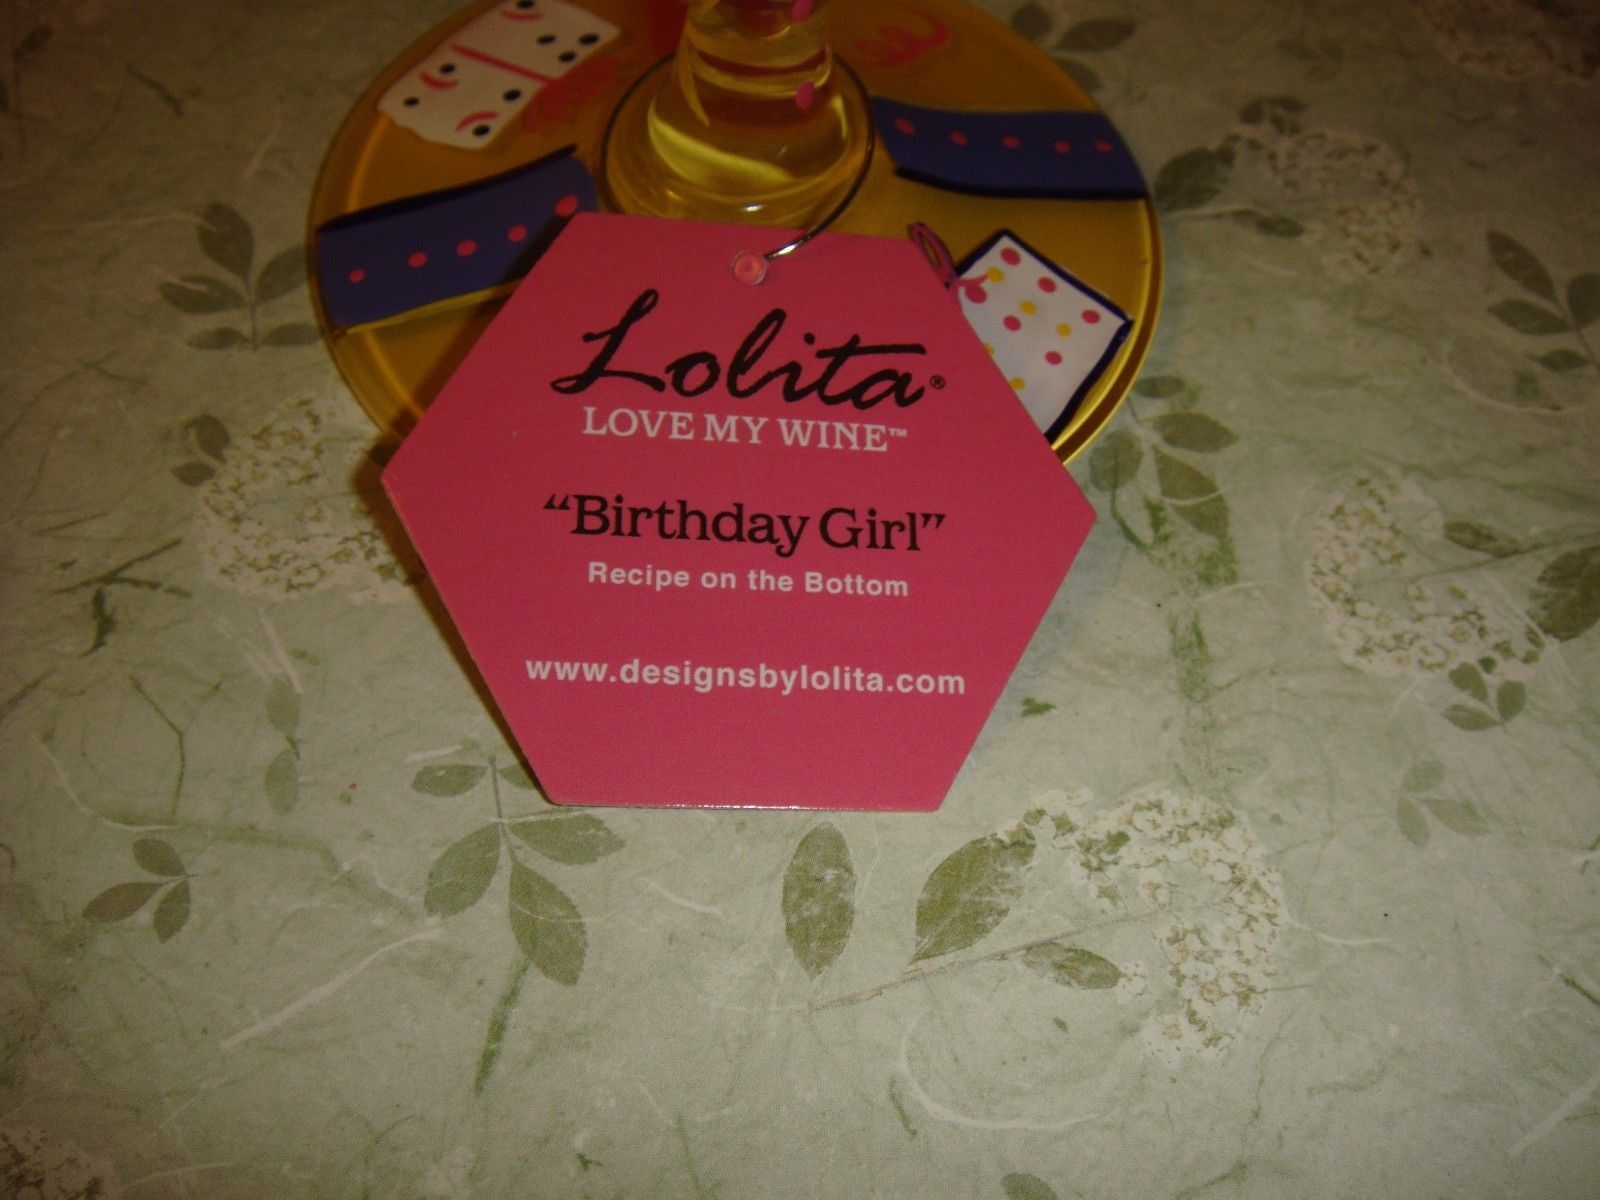 Lolita®
LOVE MY WINE™
“Birthday Girl”
Recipe on the Bottom
www.designsbylolita.com